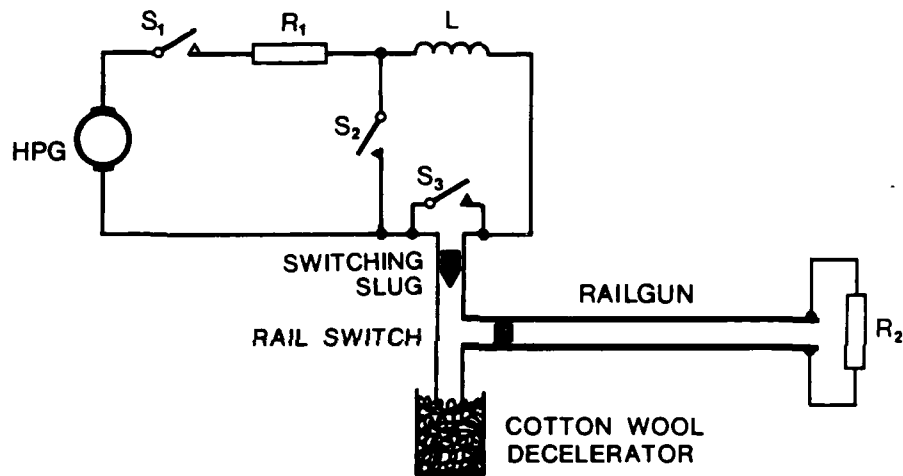 S₁
R₁
L
HPG
S₂
S₃
SWITCHING
SLUG
RAILGUN
RAIL SWITCH
R₂
COTTON WOOL
DECELERATOR